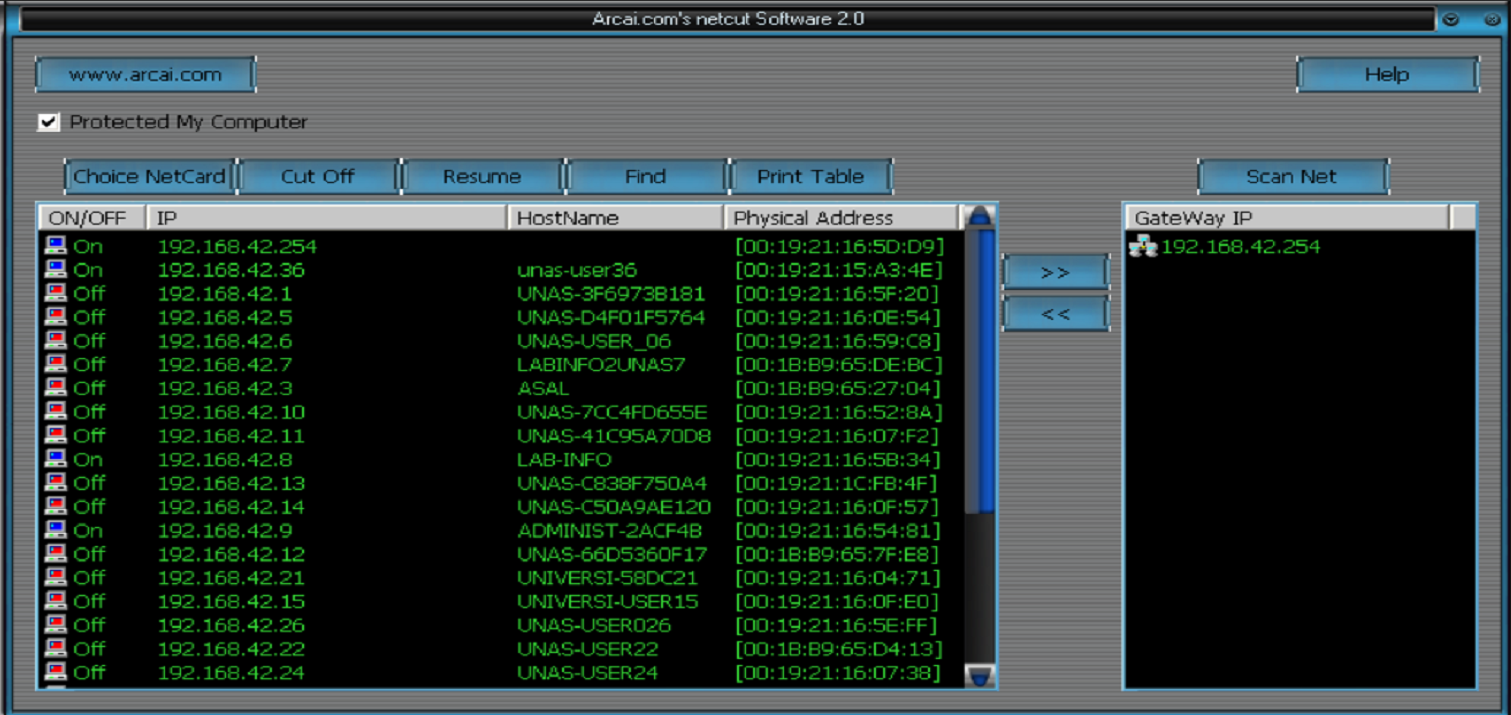 Arcai.com's netcut Software 2.0
www.arcai.com Help
Protected My Computer
Choice NetCard Cut Off Resume Find Print Table Scan Net
ON/OFF IP HostName Physical Address GateWay IP
On 192.168.42.254 [00:19:21:16:5D:D9] 192.168.42.254
On 192.168.42.36 unas-user36 [00:19:21:15:A3:4E] >>
Off 192.168.42.1 UNAS-3F6973B181 [00:19:21:16:5F:20]
Off 192.168.42.5 UNAS-D4F01F5764 [00:19:21:16:0E:54] <<
Off 192.168.42.6 UNAS-USER_06 [00:19:21:16:59:C8]
Off 192.168.42.7 LABINFO2UNAS7 [00:1B:B9:65:DE:BC]
Off 192.168.42.3 ASAL [00:1B:B9:65:27:04]
Off 192.168.42.10 UNAS-7CC4FD655E [00:19:21:16:52:8A]
Off 192.168.42.11 UNAS-41C95A70D8 [00:19:21:16:07:F2]
On 192.168.42.8 LAB-INFO [00:19:21:16:5B:34]
Off 192.168.42.13 UNAS-C838F750A4 [00:19:21:1C:FB:4F]
Off 192.168.42.14 UNAS-C50A9AE120 [00:19:21:16:0F:57]
On 192.168.42.9 ADMINIST-2ACF4B [00:19:21:16:54:81]
Off 192.168.42.12 UNAS-66D5360F17 [00:1B:B9:65:7F:E8]
Off 192.168.42.21 UNIVERSI-58DC21 [00:19:21:16:04:71]
Off 192.168.42.15 UNIVERSI-USER15 [00:19:21:16:0F:E0]
Off 192.168.42.26 UNAS-USER026 [00:19:21:16:5E:FF]
Off 192.168.42.22 UNAS-USER22 [00:1B:B9:65:D4:13]
Off 192.168.42.24 UNAS-USER24 [00:19:21:16:07:38]